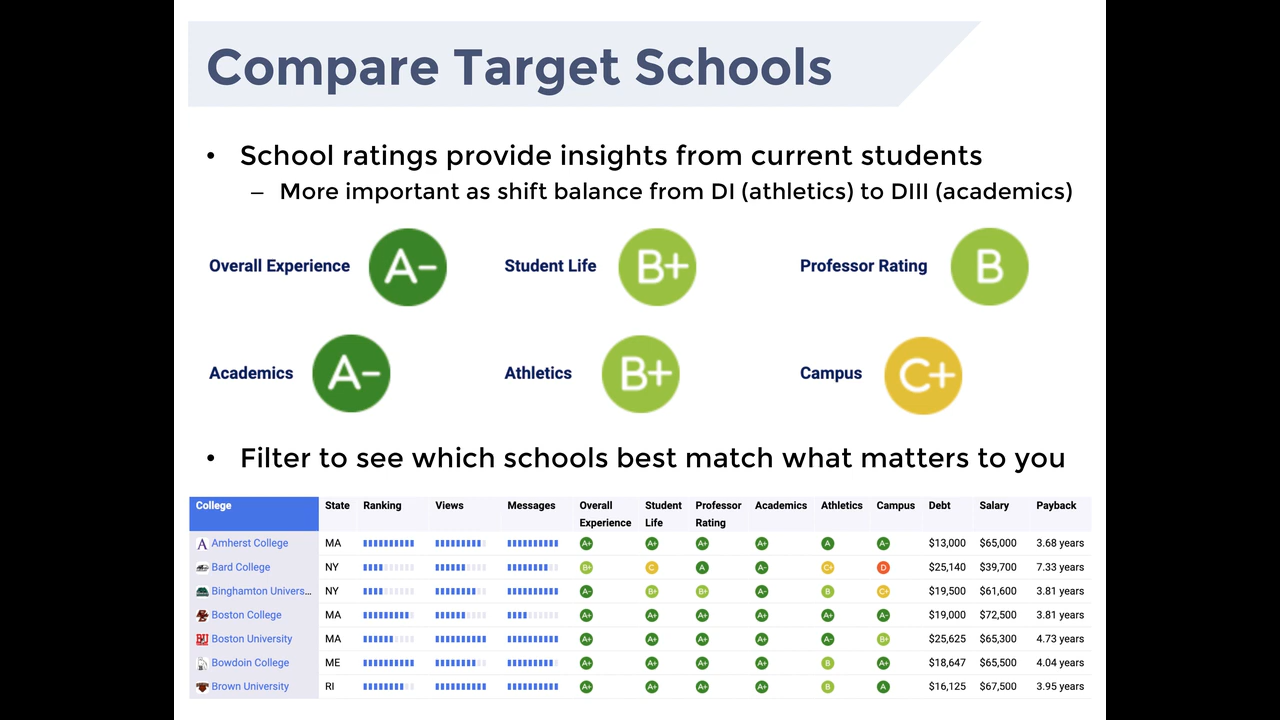 Compare Target Schools
• School ratings provide insights from current students
– More important as shift balance from DI (athletics) to DIII (academics)
Overall Experience A- Student Life B+ Professor Rating B
Academics A- Athletics B+ Campus C+
• Filter to see which schools best match what matters to you
College State Ranking Views Messages Overall Experience Student Life Professor Rating Academics Athletics Campus Debt Salary Payback
Amherst College MA A+ A+ A+ A+ A A- $13,000 $65,000 3.68 years
Bard College NY B+ C A A- C+ D $25,140 $39,700 7.33 years
Binghamton Univers... NY A- B+ B+ A- B C+ $19,500 $61,600 3.81 years
Boston College MA A+ A+ A+ A+ A+ A+ $19,000 $72,500 3.81 years
Boston University MA A+ A+ A+ A+ A- B+ $25,625 $65,300 4.73 years
Bowdoin College ME A+ A+ A+ A+ B A+ $18,647 $65,500 4.04 years
Brown University RI A+ A+ A+ A+ B A $16,125 $67,500 3.95 years